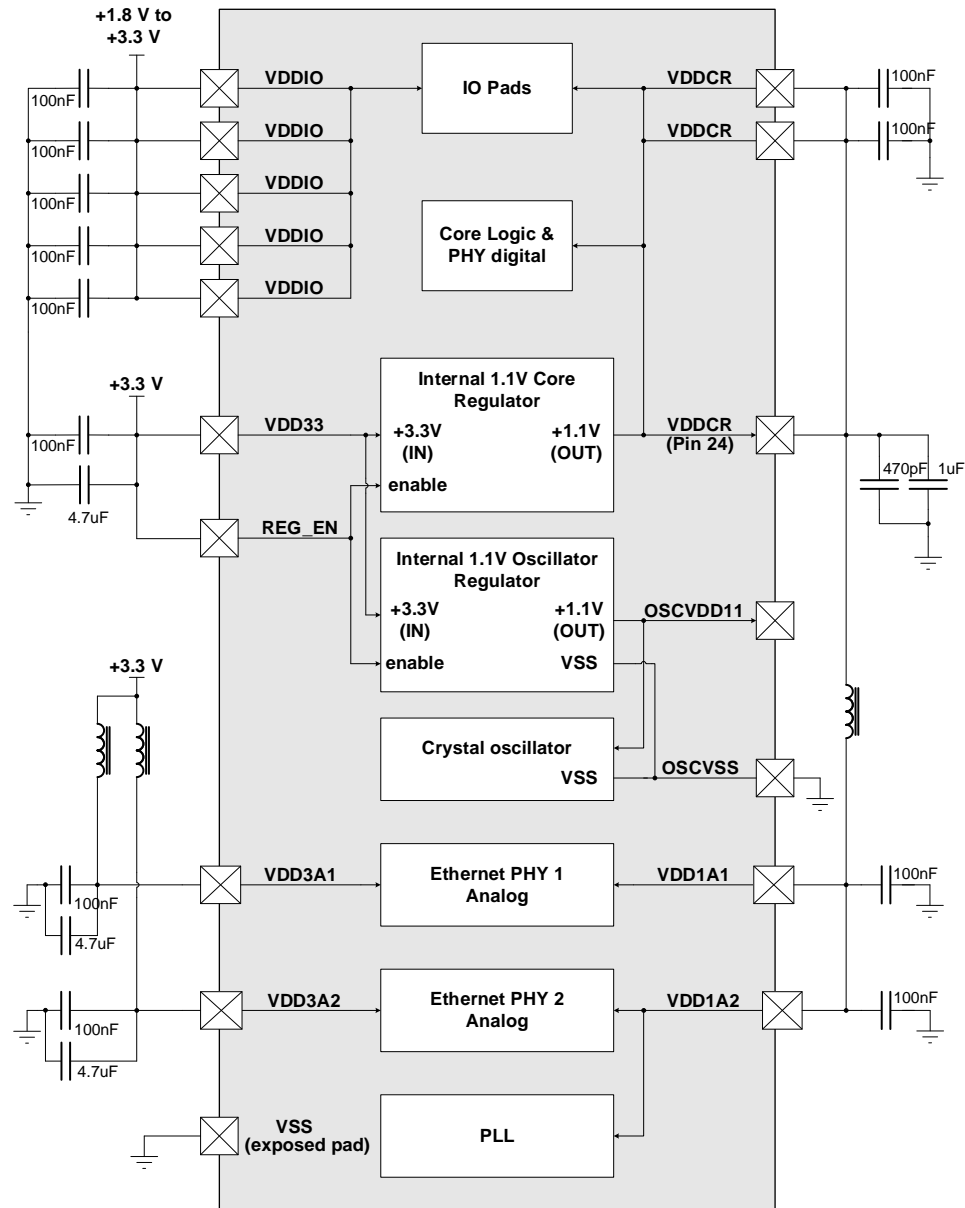 +1.8 V to
+3.3 V
100nF
VDDIO
IO Pads
VDDCR
100nF
100nF
VDDIO
VDDCR
100nF
100nF
VDDIO
100nF
VDDIO
Core Logic &
PHY digital
100nF
VDDIO
+3.3 V
100nF
VDD33
Internal 1.1V Core
Regulator
+3.3V
(IN)
+1.1V
(OUT)
enable
VDDCR
(Pin 24)
470pF
1uF
4.7uF
REG_EN
Internal 1.1V Oscillator
Regulator
+3.3V
(IN)
+1.1V
(OUT)
enable
VSS
OSCVDD11
+3.3 V
Crystal oscillator
VSS
OSCVSS
100nF
4.7uF
VDD3A1
Ethernet PHY 1
Analog
VDD1A1
100nF
100nF
4.7uF
VDD3A2
Ethernet PHY 2
Analog
VDD1A2
100nF
VSS
(exposed pad)
PLL